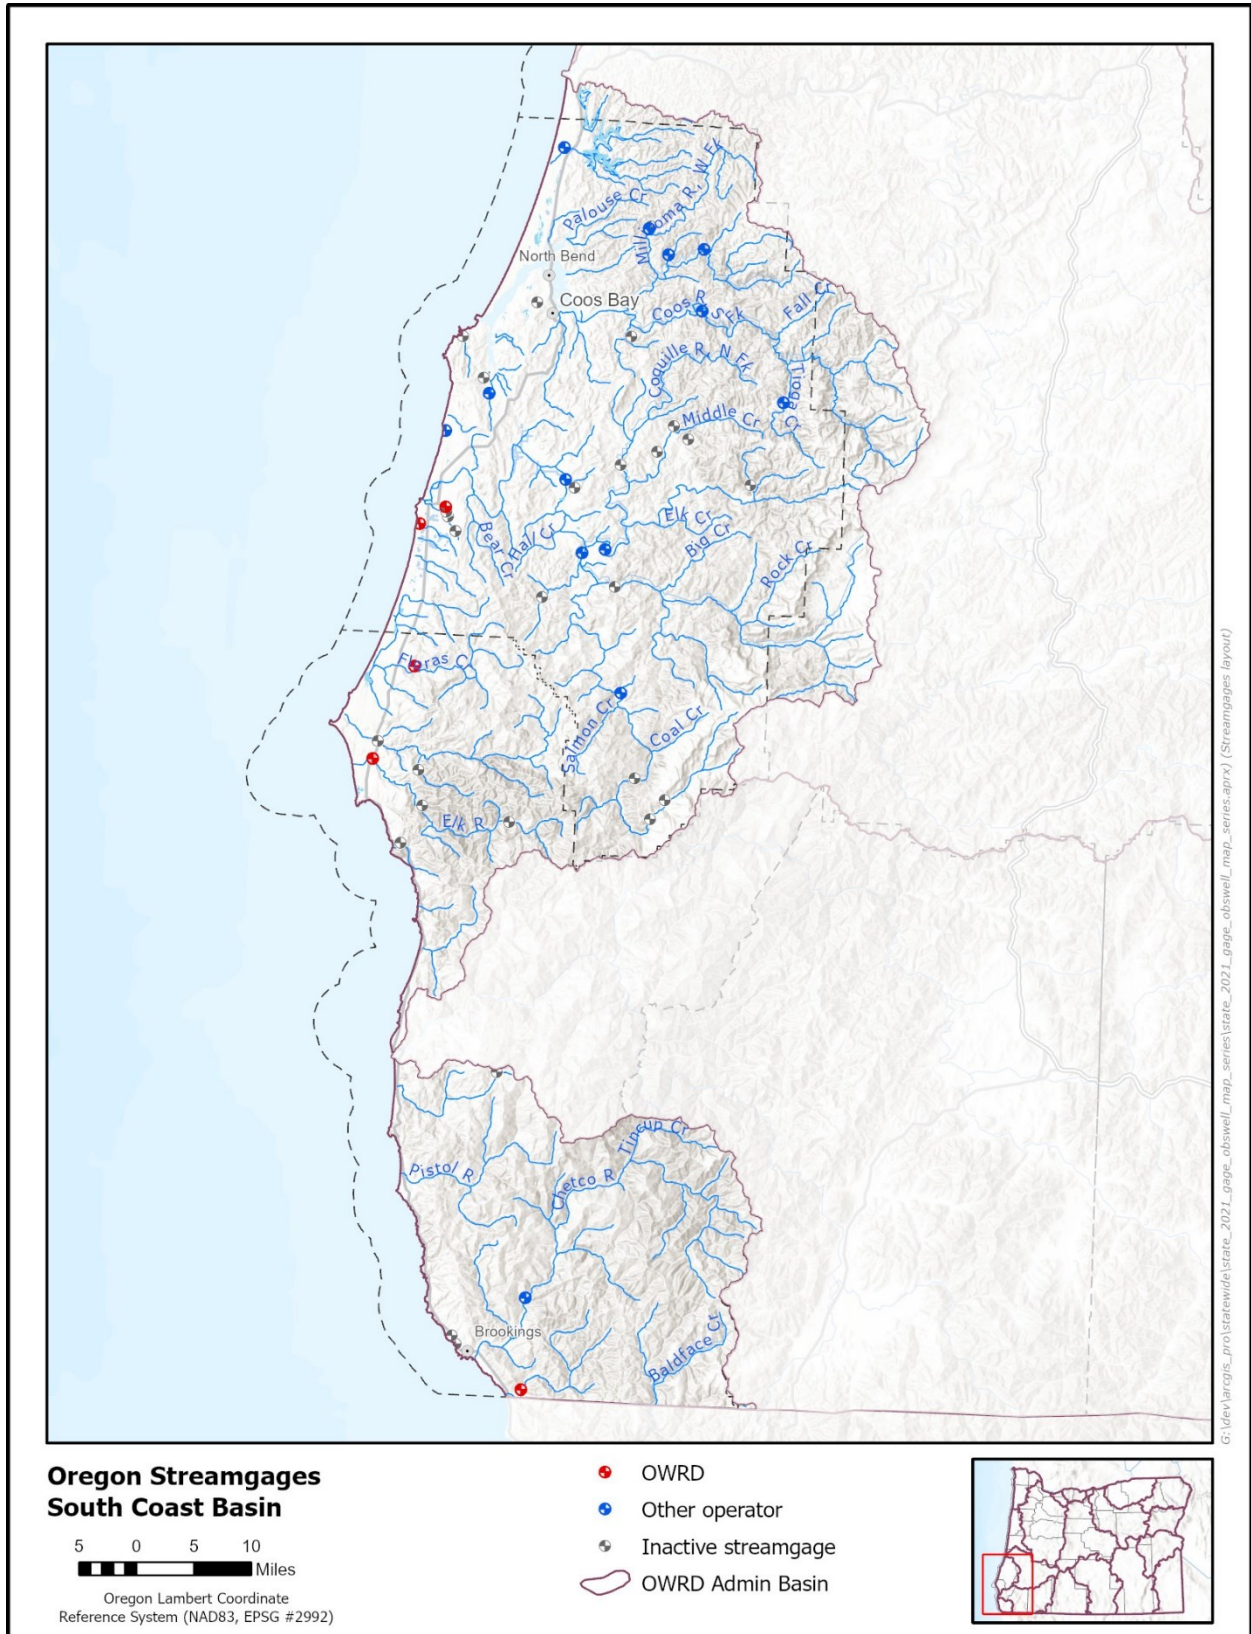 Palouse Cr
Millicoma R, W Fk
North Bend
Coos Bay
Coos R, S Fk
Fall Cr
Coquille R, N Fk
Tioga Cr
Middle Cr
Elk Cr
Big Cr
Bear Cr
Hall Cr
Rock Cr
Floras Cr
Salmon Cr
Coal Cr
Elk R
Tincup Cr
Pistol R
Chetco R
Brookings
Baldface Cr
G:\dev\arcgis_pro\statewide\state_2021_gage_obswell_map_series\state_2021_gage_obswell_map_series.aprx) (Streamgages layout)
Oregon Streamgages
South Coast Basin
5 0 5 10
Miles
Oregon Lambert Coordinate
Reference System (NAD83, EPSG #2992)
OWRD
Other operator
Inactive streamgage
OWRD Admin Basin